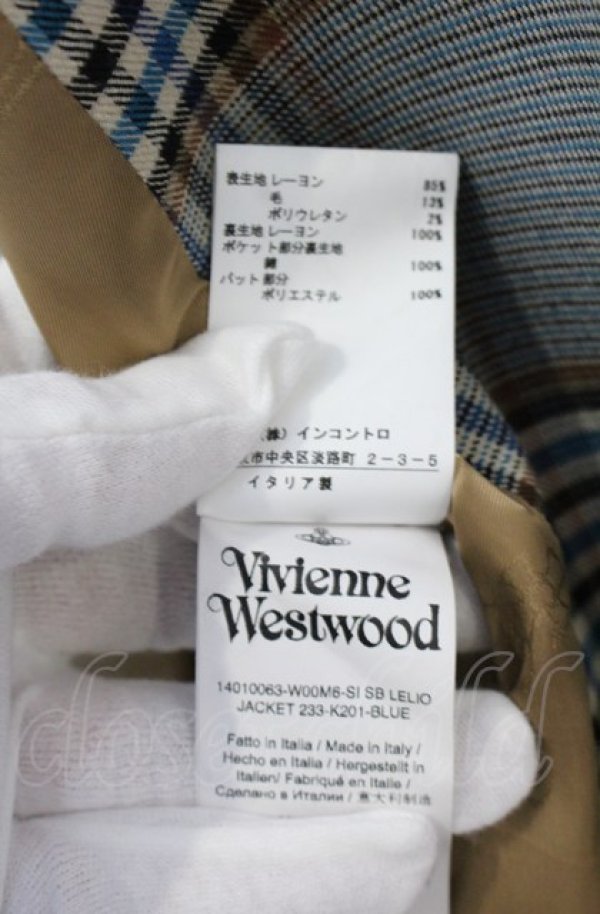 表生地 レーヨン 85%
毛 13%
ポリウレタン 2%
裏生地 レーヨン 100%
ポケット部分裏生地
綿 100%
パット部分
ポリエステル 100%
(株) インコントロ
市中央区淡路町 2-3-5
イタリア製
Vivienne
Westwood
14010063-W00M6-SI SB LELIO
JACKET 233-K201-BLUE
Fatto in Italia / Made in Italy /
Hecho en Italia / Hergestellt in
Italien/ Fabriqué en Italie /
Сделано в Италии / 意大利制造